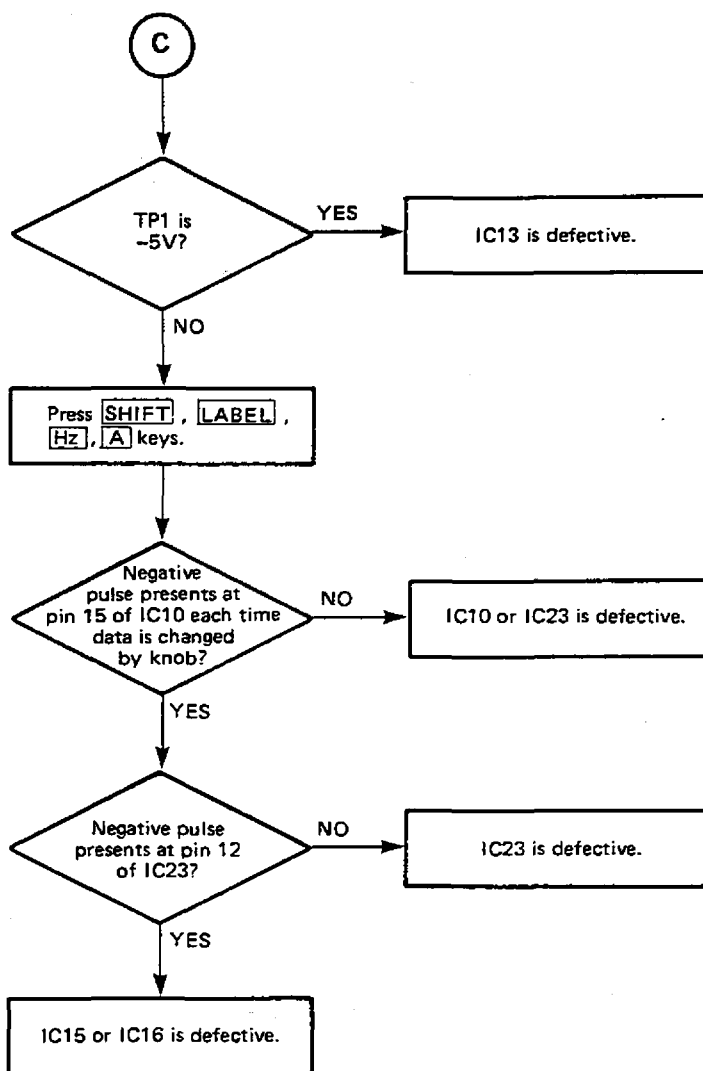 C
TP1 is
-5V?
YES
IC13 is defective.
NO
Press SHIFT, LABEL,
Hz, A keys.
Negative
pulse presents at
pin 15 of IC10 each time
data is changed
by knob?
NO
IC10 or IC23 is defective.
YES
Negative pulse
presents at pin 12
of IC23?
NO
IC23 is defective.
YES
IC15 or IC16 is defective.